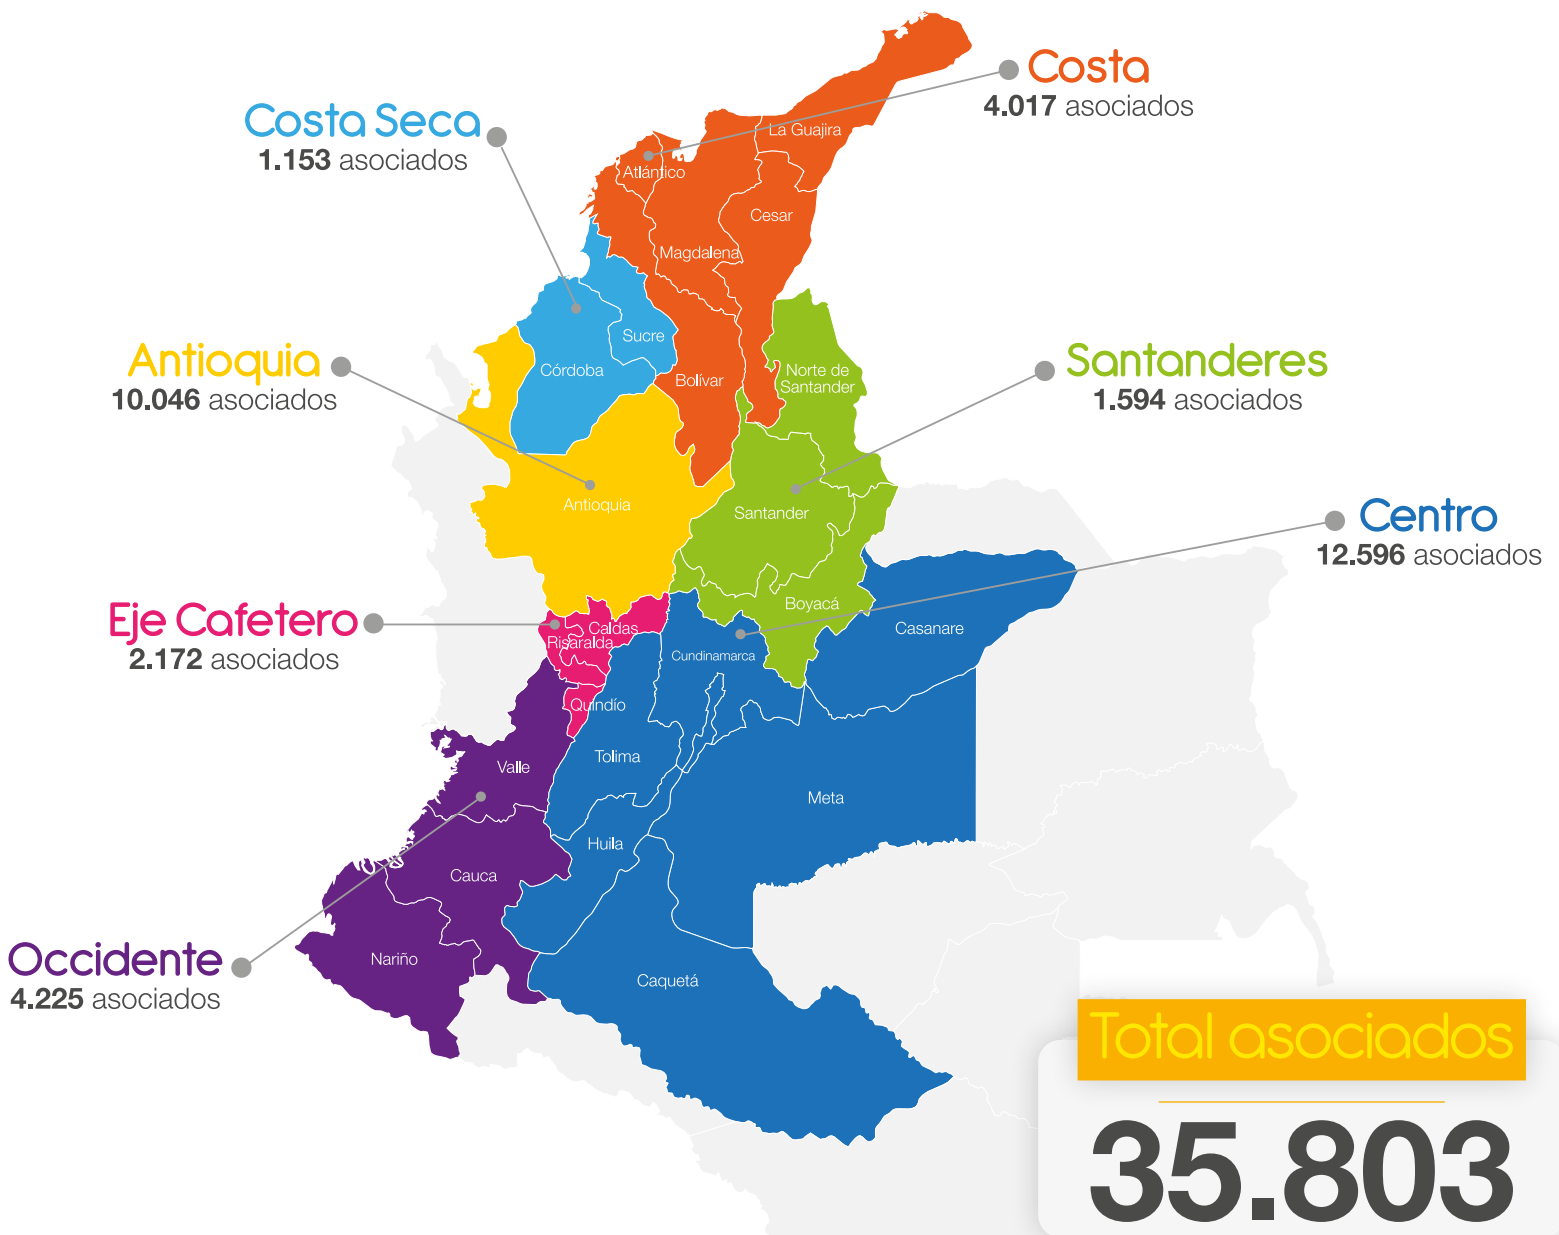 Costa
4.017 asociados
Costa Seca
1.153 asociados
La Guajira
Atlántico
Cesar
Magdalena
Sucre
Córdoba
Bolívar
Antioquia
10.046 asociados
Norte de
Santander
Santanderes
1.594 asociados
Antioquia
Santander
Centro
12.596 asociados
Boyacá
Casanare
Eje Cafetero
2.172 asociados
Caldas
Risaralda
Cundinamarca
Quindío
Tolima
Valle
Meta
Huila
Cauca
Occidente
4.225 asociados
Nariño
Caquetá
Total asociados
35.803